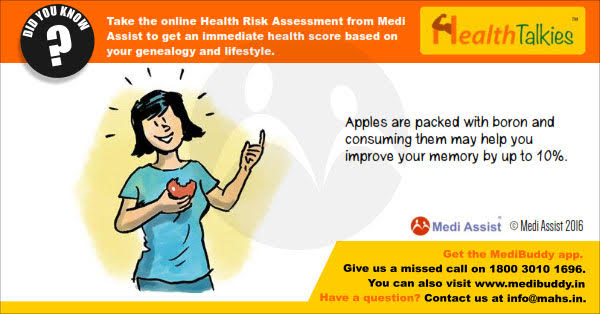 DID YOU KNOW
?
Take the online Health Risk Assessment from Medi
Assist to get an immediate health score based on
your genealogy and lifestyle.
HealthTalkies™
Apples are packed with boron and
consuming them may help you
improve your memory by up to 10%.
Medi Assist® © Medi Assist 2016
Get the MediBuddy app.
Give us a missed call on 1800 3010 1696.
You can also visit www.medibuddy.in
Have a question? Contact us at info@mahs.in.